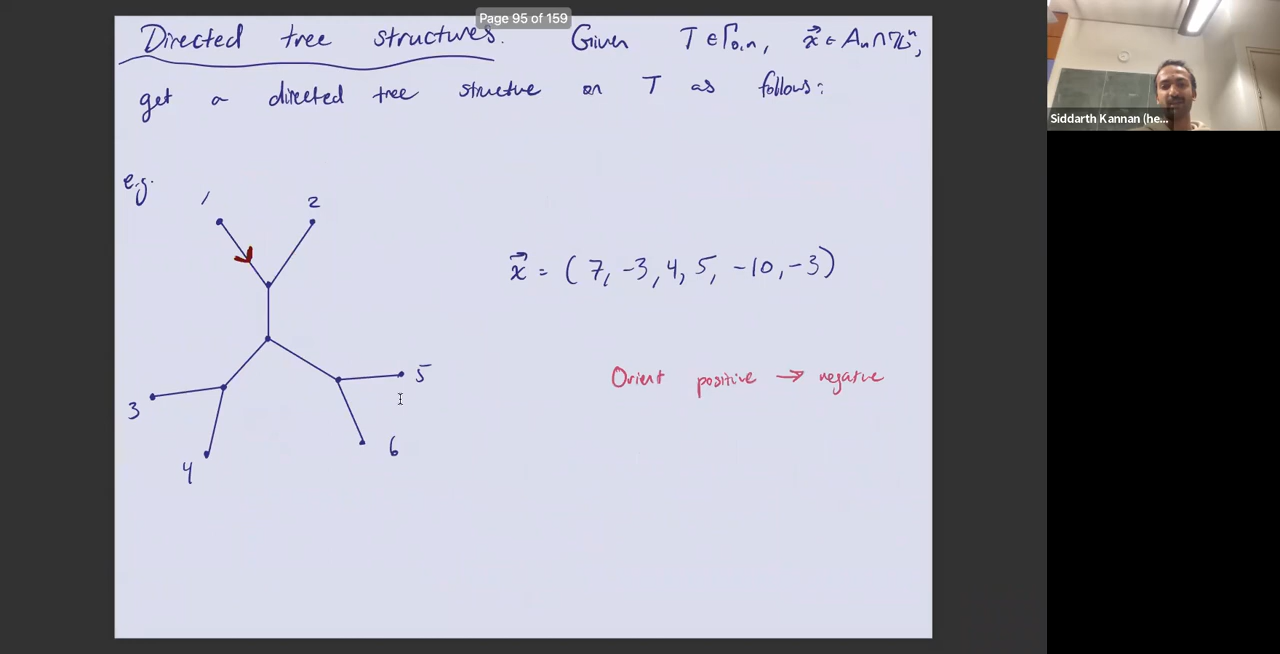 Page 95 of 159
Directed tree structures. Given T ∈ Γ₀,ₙ, x⃗ ∈ Aₙ ∩ ℤⁿ,
get a directed tree structure on T as follows:
Siddarth Kannan (he...
e.g.
1
2
x⃗ = (7, -3, 4, 5, -10, -3)
5
Orient positive → negative
3
6
4